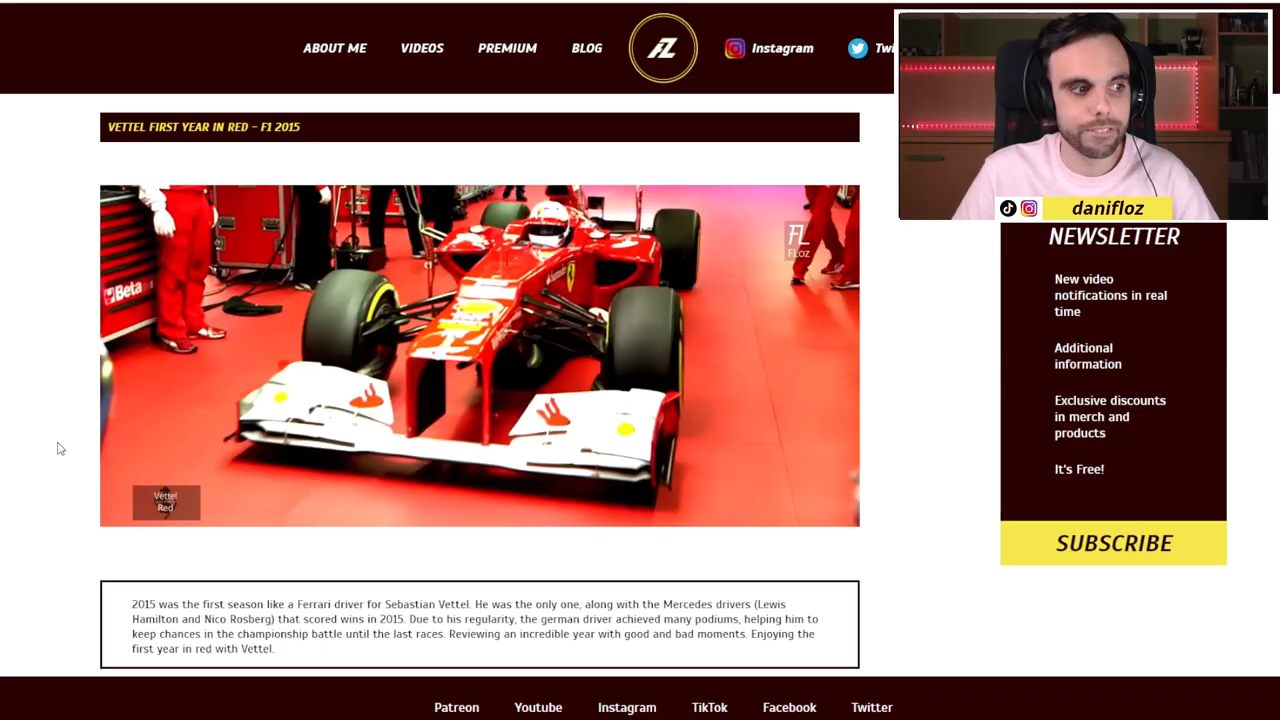 ABOUT ME
VIDEOS
PREMIUM
BLOG
FZ
Instagram
VETTEL FIRST YEAR IN RED – F1 2015
danifloz
FL
FLoz
Beta
Vettel
Red
NEWSLETTER
New video
notifications in real
time
Additional
information
Exclusive discounts
in merch and
products
It's Free!
SUBSCRIBE
2015 was the first season like a Ferrari driver for Sebastian Vettel. He was the only one, along with the Mercedes drivers (Lewis
Hamilton and Nico Rosberg) that scored wins in 2015. Due to his regularity, the german driver achieved many podiums, helping him to
keep chances in the championship battle until the last races. Reviewing an incredible year with good and bad moments. Enjoying the
first year in red with Vettel.
Patreon
Youtube
Instagram
TikTok
Facebook
Twitter